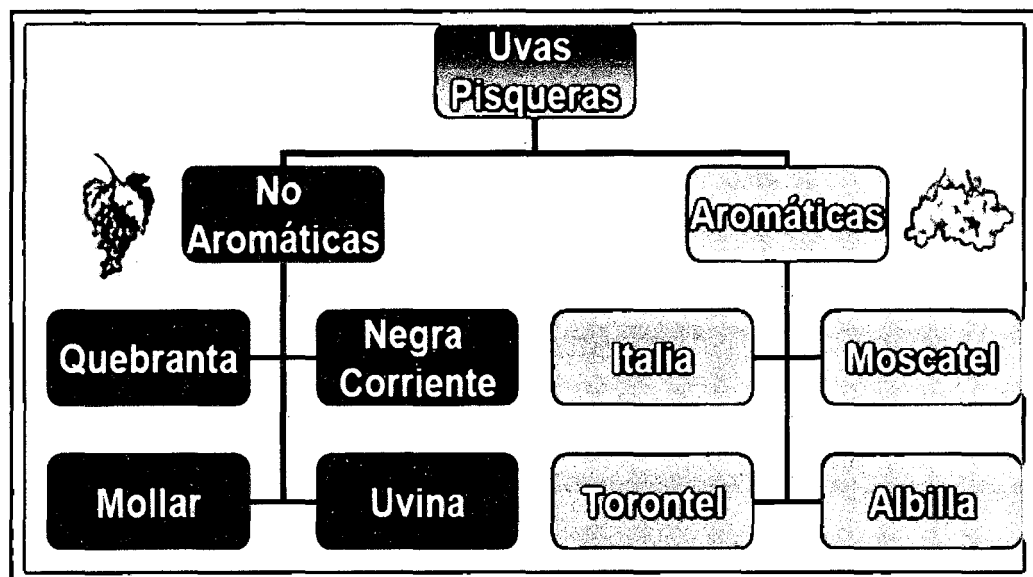 Uvas
Pisqueras
No
Aromáticas
Aromáticas
Quebranta
Negra
Corriente
Italia
Moscatel
Mollar
Uvina
Torontel
Albilla